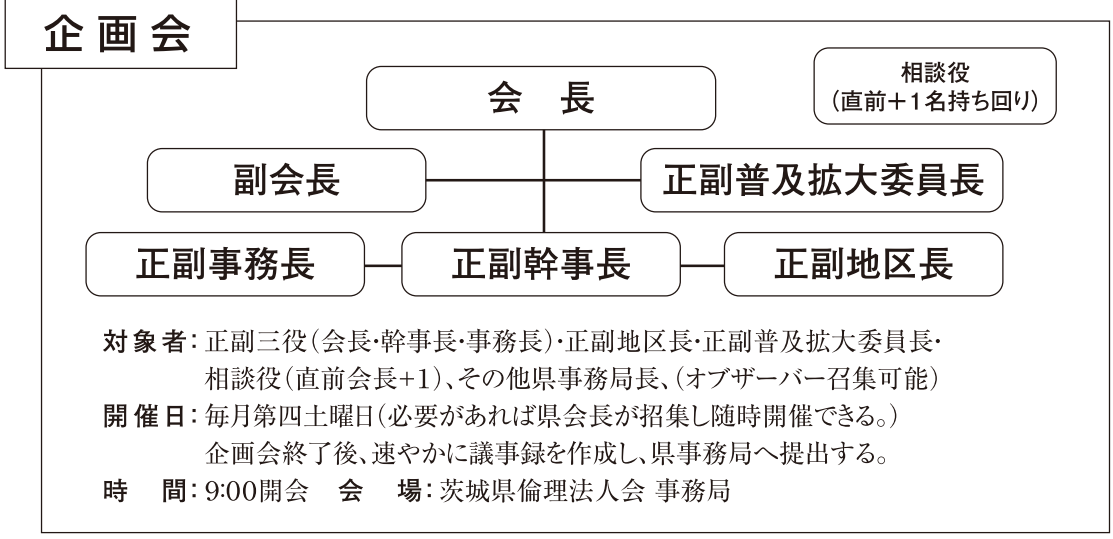 企画会
会　長
相談役
(直前＋１名持ち回り)
副会長
正副普及拡大委員長
正副事務長
正副幹事長
正副地区長
対象者：正副三役（会長・幹事長・事務長）・正副地区長・正副普及拡大委員長・
相談役（直前会長+1）、その他県事務局長、（オブザーバー召集可能）
開催日：毎月第四土曜日（必要があれば県会長が招集し随時開催できる。）
企画会終了後、速やかに議事録を作成し、県事務局へ提出する。
時　間：9:00開会　会　場：茨城県倫理法人会 事務局